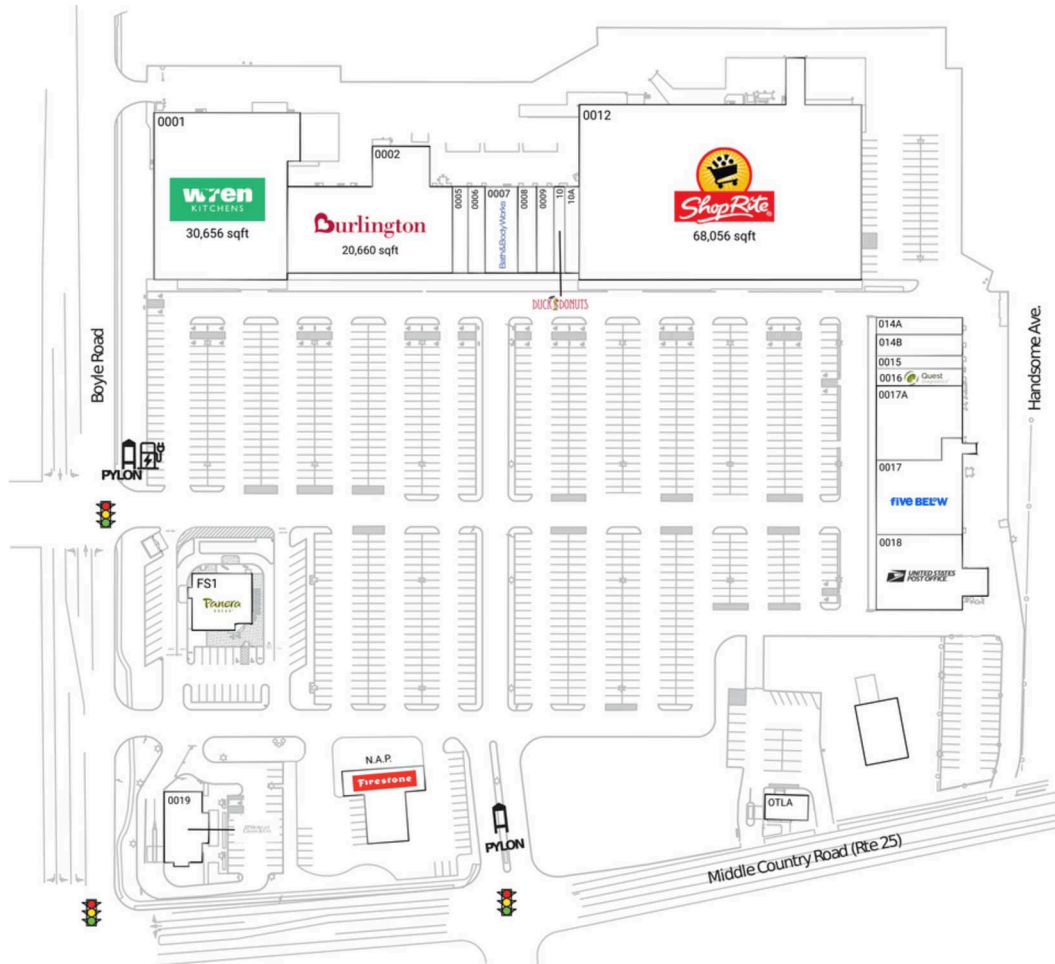 0001
wren
KITCHENS
30,656 sqft
0002
Burlington
20,660 sqft
0005
0006
0007
Bath&BodyWorks
0008
0009
10
10A
DUCK DONUTS
0012
ShopRite
68,056 sqft
Boyle Road
Handsome Ave.
014A
014B
0015
0016
Quest
0017A
0017
five BELOW
0018
UNITED STATES
POST OFFICE
PYLON
FS1
Panera
BREAD
N.A.P.
Firestone
0019
PYLON
OTLA
Middle Country Road (Rte 25)